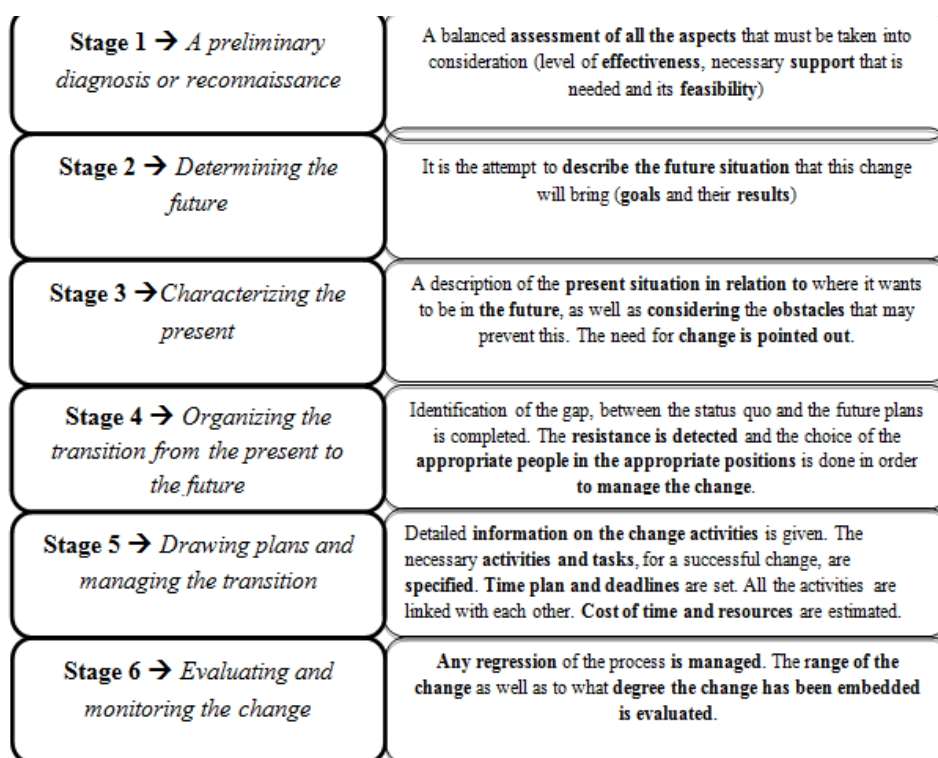 Stage 1 → A preliminary
diagnosis or reconnaissance
A balanced assessment of all the aspects that must be taken into
consideration (level of effectiveness, necessary support that is
needed and its feasibility)
Stage 2 → Determining the
future
It is the attempt to describe the future situation that this change
will bring (goals and their results)
Stage 3 →Characterizing the
present
A description of the present situation in relation to where it wants
to be in the future, as well as considering the obstacles that may
prevent this. The need for change is pointed out.
Stage 4 → Organizing the
transition from the present to
the future
Identification of the gap, between the status quo and the future plans
is completed. The resistance is detected and the choice of the
appropriate people in the appropriate positions is done in order
to manage the change.
Stage 5 → Drawing plans and
managing the transition
Detailed information on the change activities is given. The
necessary activities and tasks, for a successful change, are
specified. Time plan and deadlines are set. All the activities are
linked with each other. Cost of time and resources are estimated.
Stage 6 → Evaluating and
monitoring the change
Any regression of the process is managed. The range of the
change as well as to what degree the change has been embedded
is evaluated.